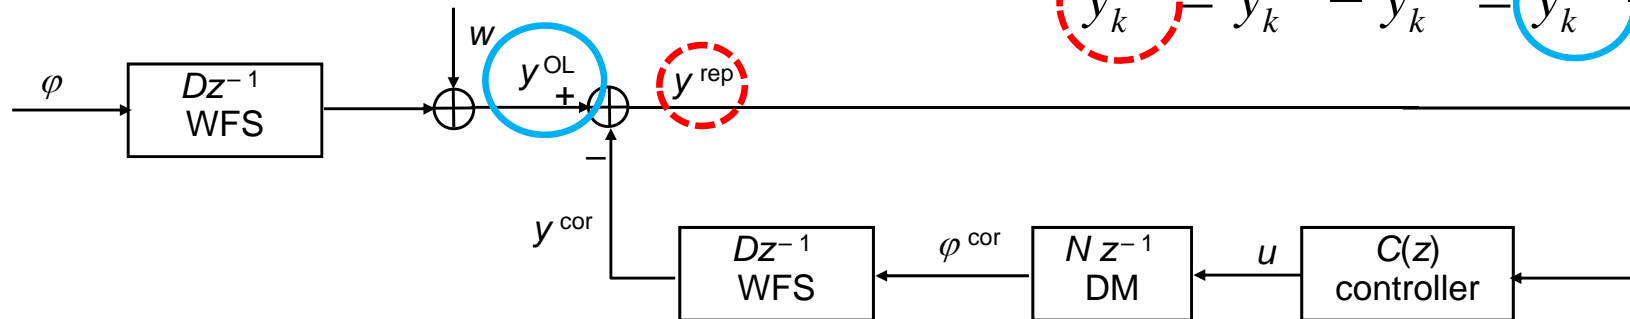 y_k = y_k − y_k = y_k
w
φ
Dz⁻¹
WFS
y^OL
+
y^rep
−
y^cor
Dz⁻¹
WFS
φ^cor
N z⁻¹
DM
u
C(z)
controller